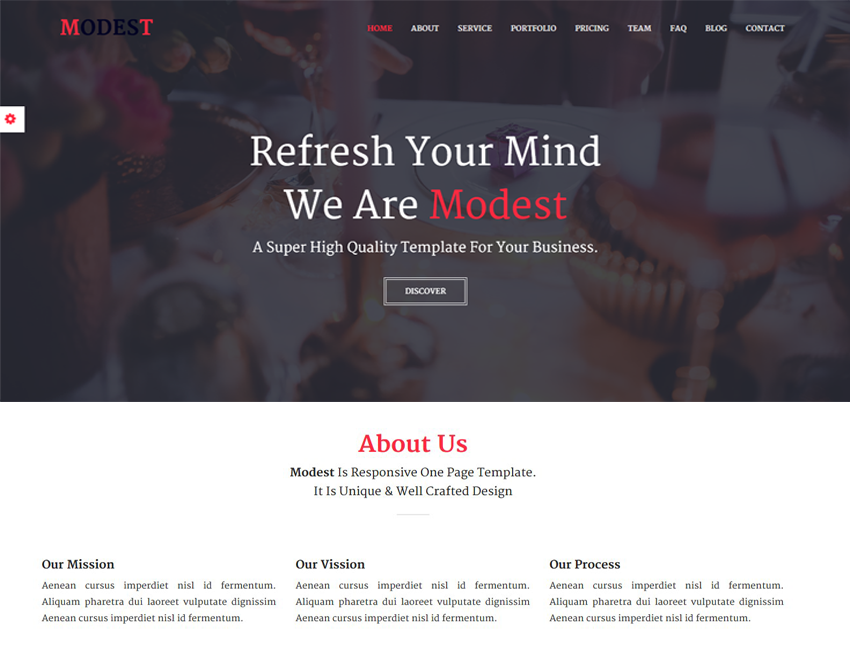 MODEST
HOME ABOUT SERVICE PORTFOLIO PRICING TEAM FAQ BLOG CONTACT
Refresh Your Mind
We Are Modest
A Super High Quality Template For Your Business.
DISCOVER
About Us
Modest Is Responsive One Page Template.
It Is Unique & Well Crafted Design
Our Mission
Aenean cursus imperdiet nisl id fermentum.
Aliquam pharetra dui laoreet vulputate dignissim
Aenean cursus imperdiet nisl id fermentum.
Our Vission
Aenean cursus imperdiet nisl id fermentum.
Aliquam pharetra dui laoreet vulputate dignissim
Aenean cursus imperdiet nisl id fermentum.
Our Process
Aenean cursus imperdiet nisl id fermentum.
Aliquam pharetra dui laoreet vulputate dignissim
Aenean cursus imperdiet nisl id fermentum.